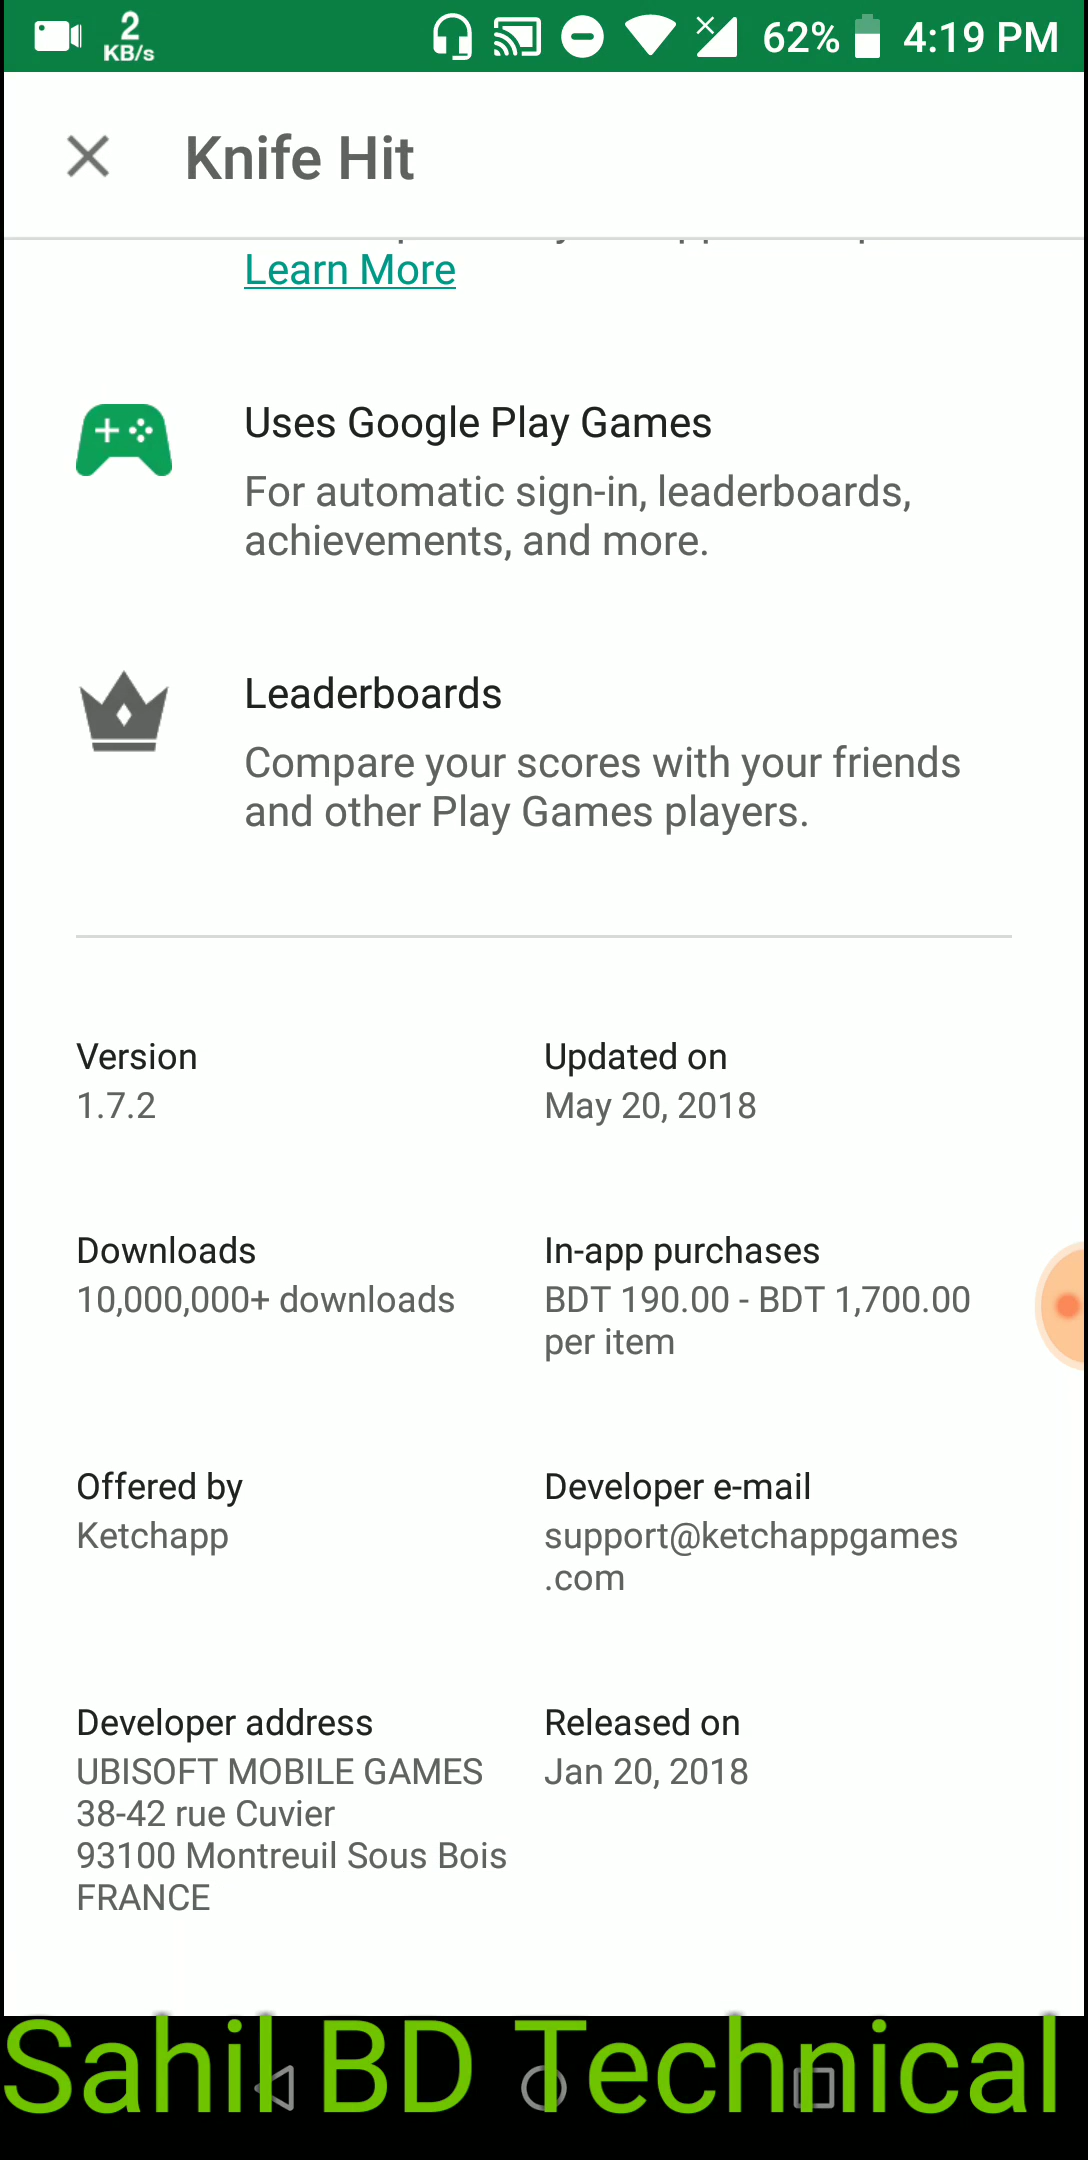 2
KB/s
62%
4:19 PM
Knife Hit
Learn More
Uses Google Play Games
For automatic sign-in, leaderboards,
achievements, and more.
Leaderboards
Compare your scores with your friends
and other Play Games players.
Version
1.7.2
Updated on
May 20, 2018
Downloads
10,000,000+ downloads
In-app purchases
BDT 190.00 - BDT 1,700.00
per item
Offered by
Ketchapp
Developer e-mail
support@ketchappgames
.com
Developer address
UBISOFT MOBILE GAMES
38-42 rue Cuvier
93100 Montreuil Sous Bois
FRANCE
Released on
Jan 20, 2018
Sahil BD Technical